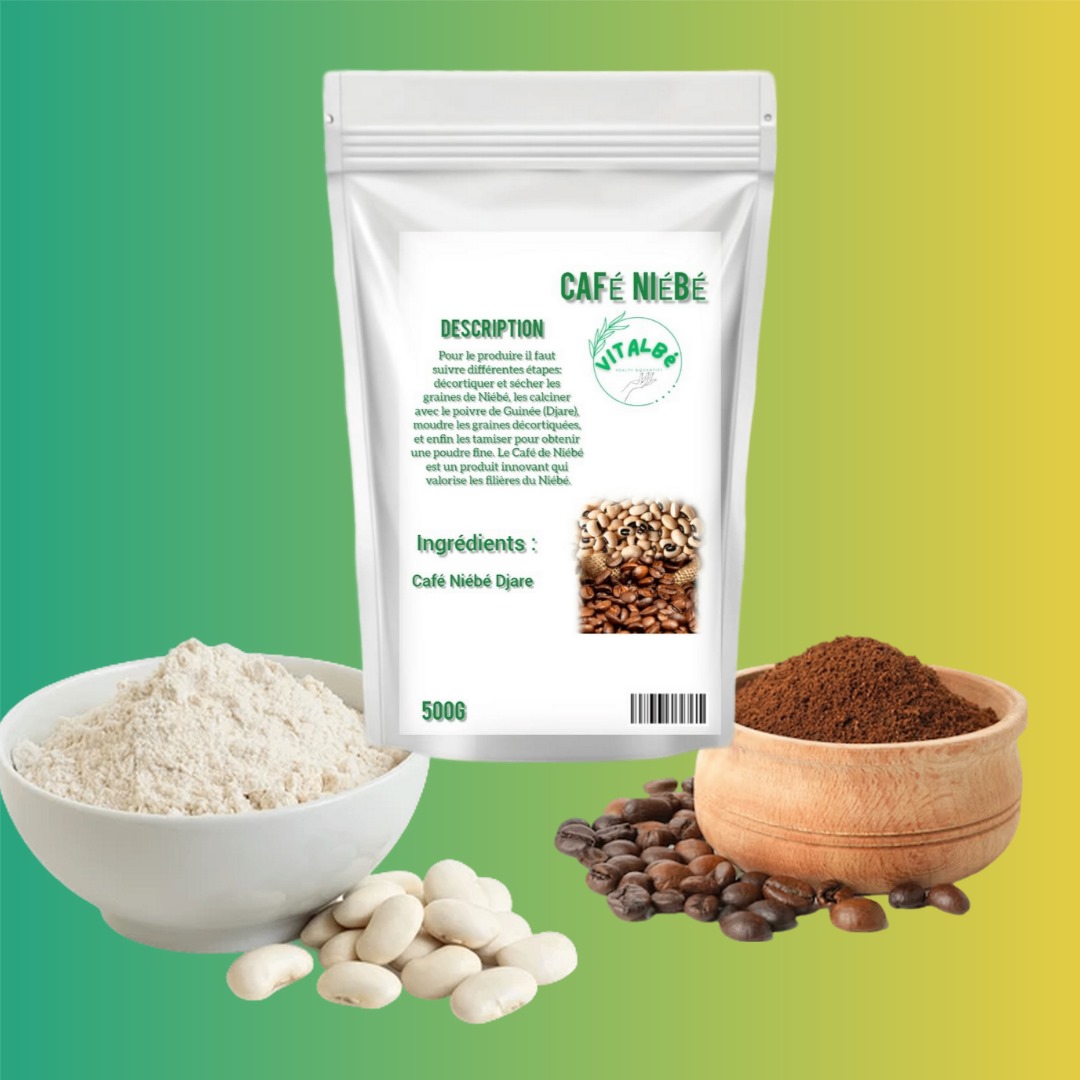 CAFÉ NIÉBÉ
DESCRIPTION
Pour le produire il faut
suivre différentes étapes:
décortiquer et sécher les
graines de Niébé, les calciner
avec le poivre de Guinée (Djare),
moudre les graines décortiquées,
et enfin les tamiser pour obtenir
une poudre fine. Le Café de Niébé
est un produit innovant qui
valorise les filières du Niébé.
VITALBè
Ingrédients :
Café Niébé Djare
500G